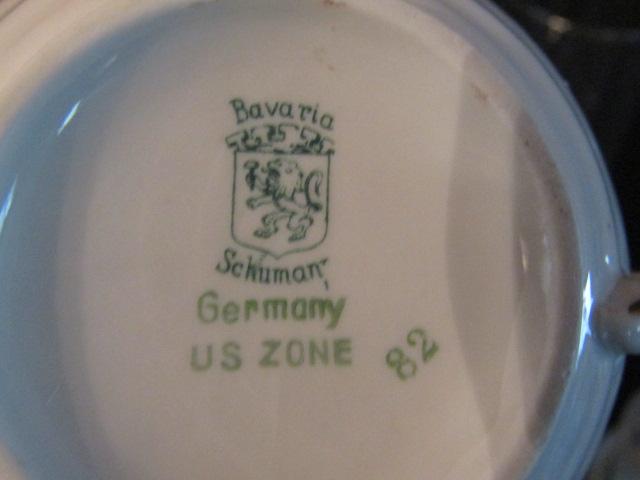 Bavaria
Schumann
Germany
US ZONE
82